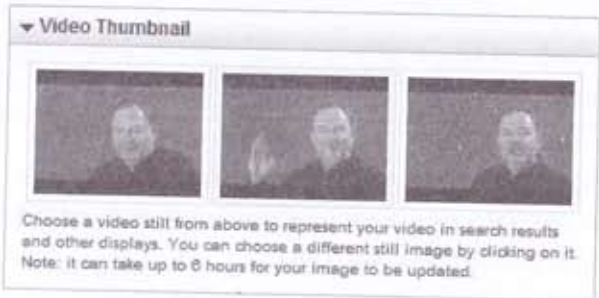 Video Thumbnail
Choose a video still from above to represent your video in search results
and other displays. You can choose a different still image by clicking on it.
Note: it can take up to 6 hours for your image to be updated.